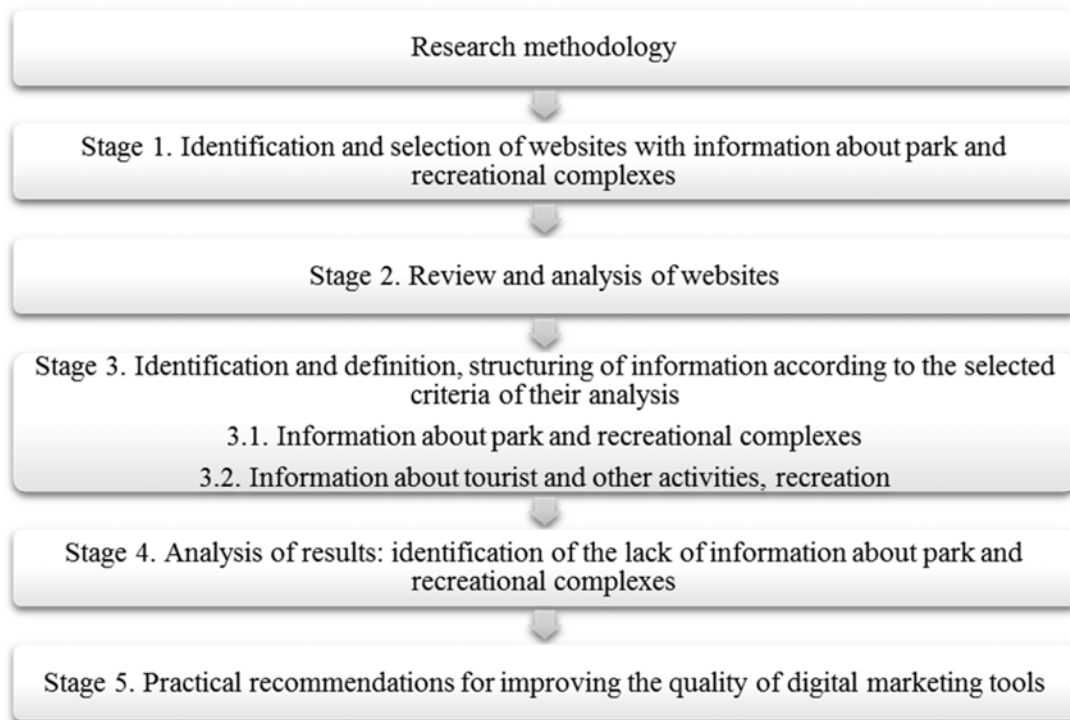 Research methodology
Stage 1. Identification and selection of websites with information about park and
recreational complexes
Stage 2. Review and analysis of websites
Stage 3. Identification and definition, structuring of information according to the selected
criteria of their analysis
3.1. Information about park and recreational complexes
3.2. Information about tourist and other activities, recreation
Stage 4. Analysis of results: identification of the lack of information about park and
recreational complexes
Stage 5. Practical recommendations for improving the quality of digital marketing tools